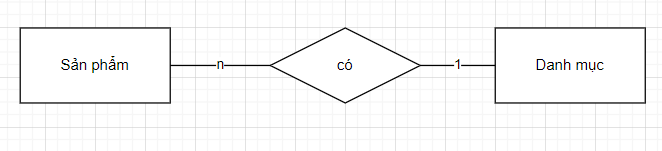 Sản phẩm
n
có
1
Danh mục